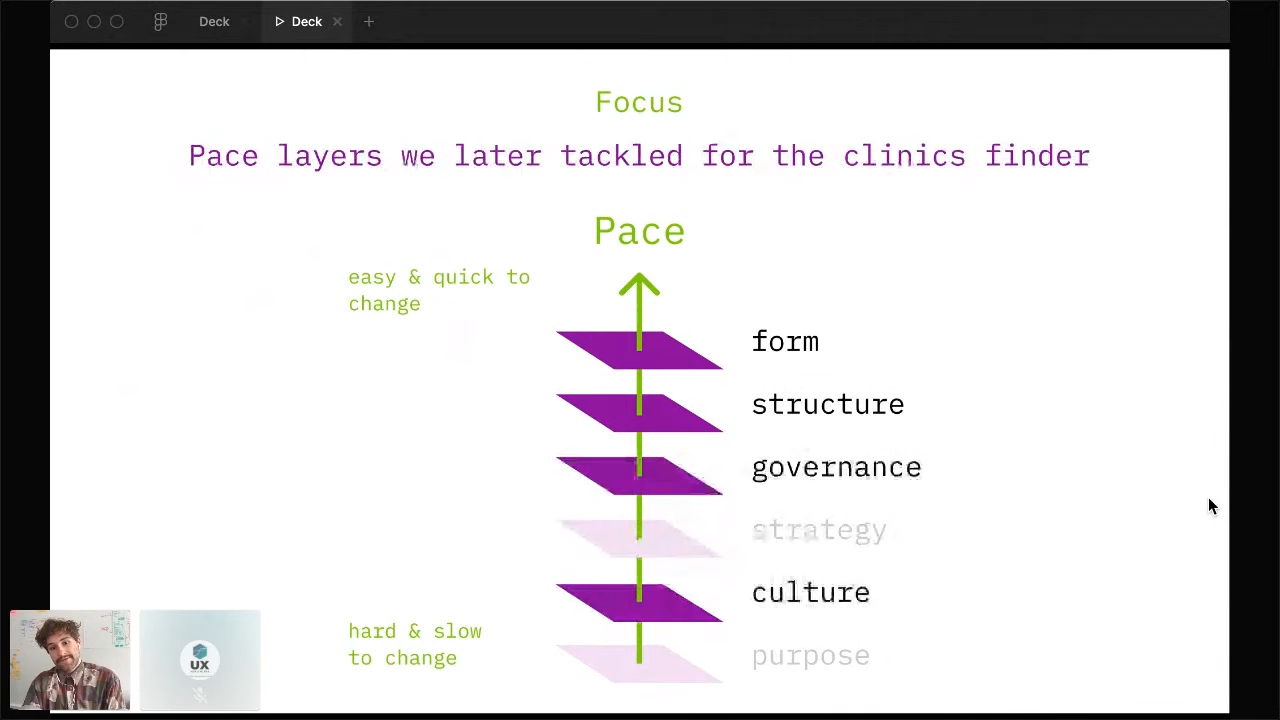 Deck
Deck
Focus
Pace layers we later tackled for the clinics finder
Pace
easy & quick to
change
form
structure
governance
strategy
culture
hard & slow
to change
purpose
UX